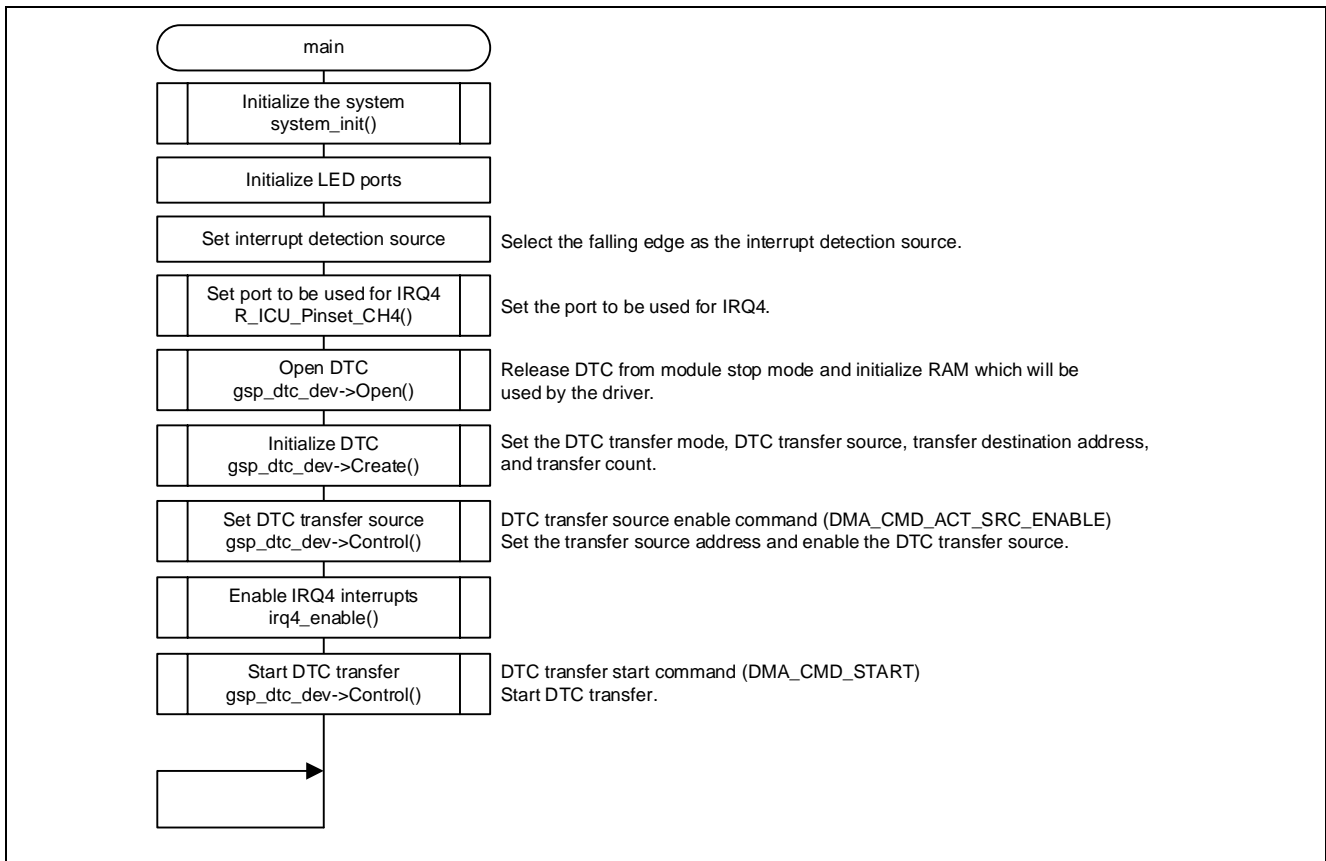 main
Initialize the system
system_init()
Initialize LED ports
Set interrupt detection source
Select the falling edge as the interrupt detection source.
Set port to be used for IRQ4
R_ICU_Pinset_CH4()
Set the port to be used for IRQ4.
Open DTC
gsp_dtc_dev->Open()
Release DTC from module stop mode and initialize RAM which will be
used by the driver.
Initialize DTC
gsp_dtc_dev->Create()
Set the DTC transfer mode, DTC transfer source, transfer destination address,
and transfer count.
Set DTC transfer source
gsp_dtc_dev->Control()
DTC transfer source enable command (DMA_CMD_ACT_SRC_ENABLE)
Set the transfer source address and enable the DTC transfer source.
Enable IRQ4 interrupts
irq4_enable()
Start DTC transfer
gsp_dtc_dev->Control()
DTC transfer start command (DMA_CMD_START)
Start DTC transfer.